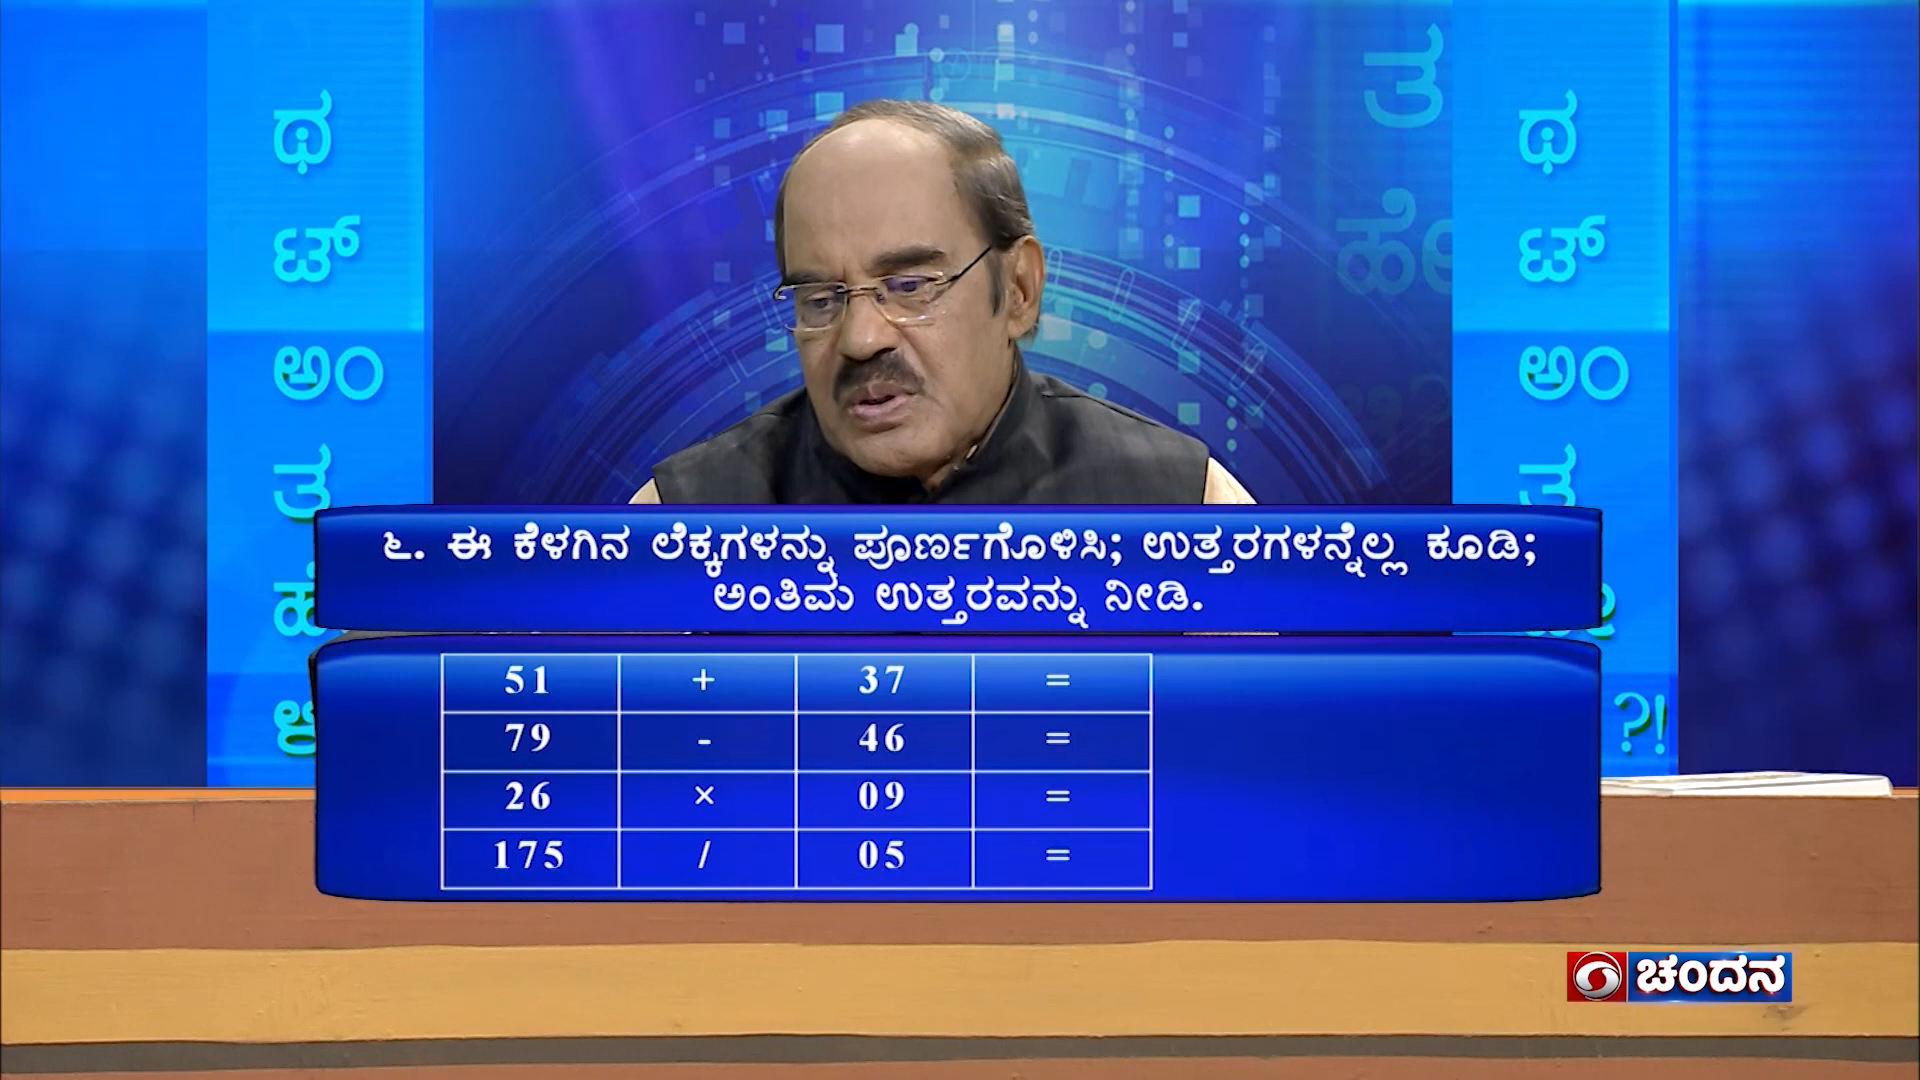 ಥ
ಟ್
ಅಂ
ತ
ಹೇ
ಥ
ಟ್
ಅಂ
೬. ಈ ಕೆಳಗಿನ ಲೆಕ್ಕಗಳನ್ನು ಪೂರ್ಣಗೊಳಿಸಿ; ಉತ್ತರಗಳನ್ನೆಲ್ಲ ಕೂಡಿ;
ಅಂತಿಮ ಉತ್ತರವನ್ನು ನೀಡಿ.
51 + 37 =
79 - 46 =
26 × 09 =
175 / 05 =
?!
ಚಂದನ